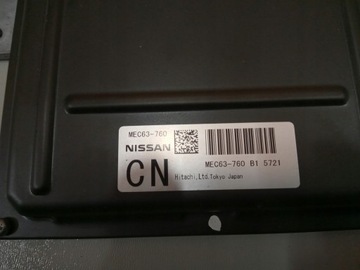 MEC63-760
NISSAN
MEC63-760 B1 5721
CN
Hitachi,Ltd.Tokyo Japan